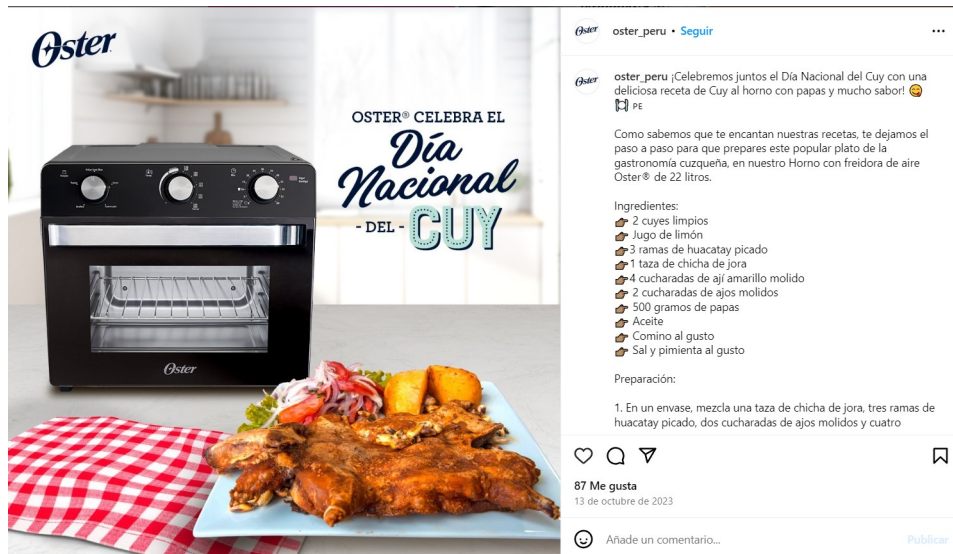 Oster
OSTER® CELEBRA EL
Día
Nacional
- DEL - CUY
Oster
oster_peru • Seguir
oster_peru ¡Celebremos juntos el Día Nacional del Cuy con una
deliciosa receta de Cuy al horno con papas y mucho sabor! 😋
🍽 PE
Como sabemos que te encantan nuestras recetas, te dejamos el
paso a paso para que prepares este popular plato de la
gastronomía cuzqueña, en nuestro Horno con freidora de aire
Oster® de 22 litros.
Ingredientes:
👉🏽 2 cuyes limpios
👉🏽 Jugo de limón
👉🏽3 ramas de huacatay picado
👉🏽1 taza de chicha de jora
👉🏽4 cucharadas de ají amarillo molido
👉🏽 2 cucharadas de ajos molidos
👉🏽 500 gramos de papas
👉🏽 Aceite
👉🏽 Comino al gusto
👉🏽 Sal y pimienta al gusto
Preparación:
1. En un envase, mezcla una taza de chicha de jora, tres ramas de
huacatay picado, dos cucharadas de ajos molidos y cuatro
87 Me gusta
13 de octubre de 2023
Añade un comentario...
Publicar